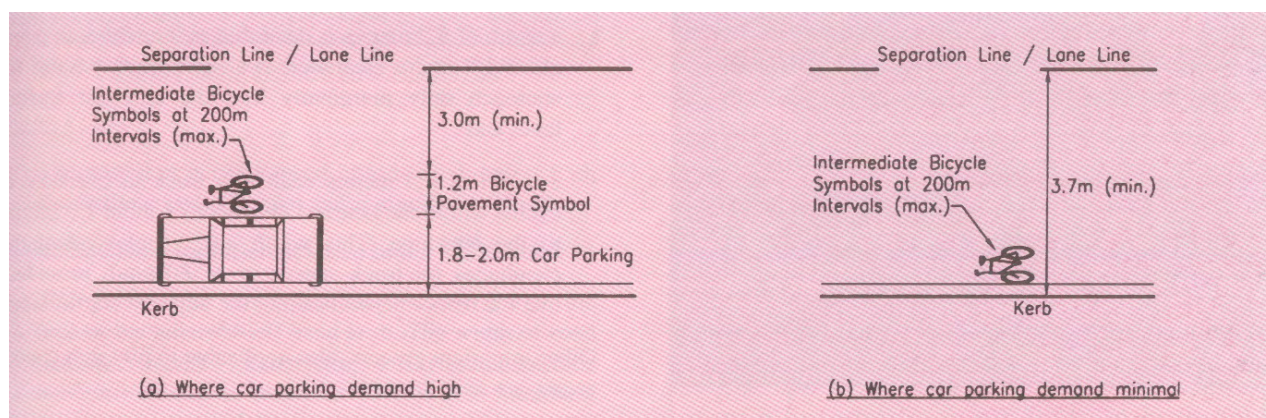 Separation Line / Lane Line
Intermediate Bicycle
Symbols at 200m
Intervals (max.)
3.0m (min.)
1.2m Bicycle
Pavement Symbol
1.8-2.0m Car Parking
Kerb
(a) Where car parking demand high
Separation Line / Lane Line
Intermediate Bicycle
Symbols at 200m
Intervals (max.)
3.7m (min.)
Kerb
(b) Where car parking demand minimal